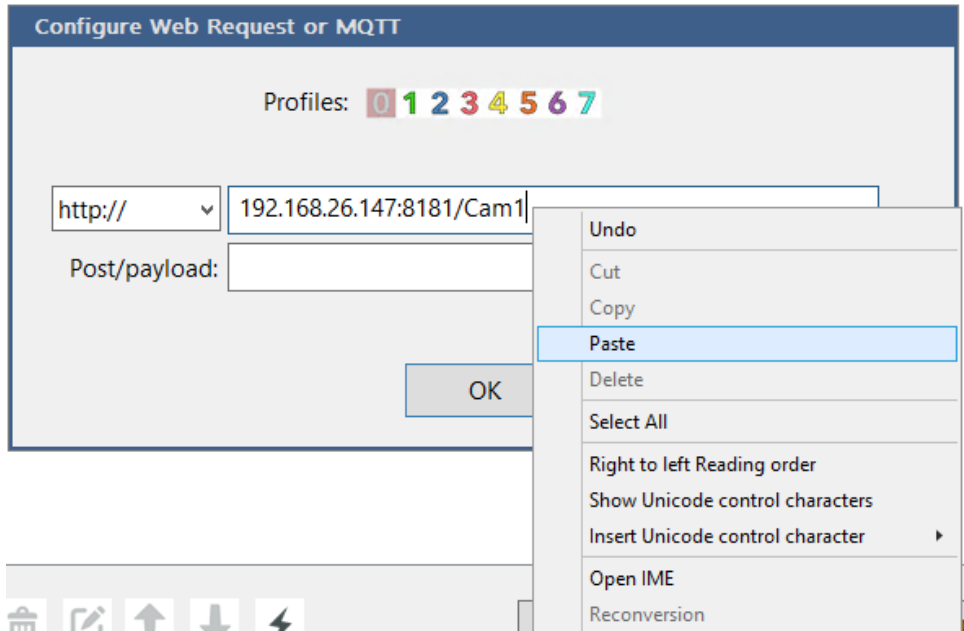 Configure Web Request or MQTT
Profiles: 0 1 2 3 4 5 6 7
http:// 192.168.26.147:8181/Cam1
Post/payload:
OK
Undo
Cut
Copy
Paste
Delete
Select All
Right to left Reading order
Show Unicode control characters
Insert Unicode control character
Open IME
Reconversion